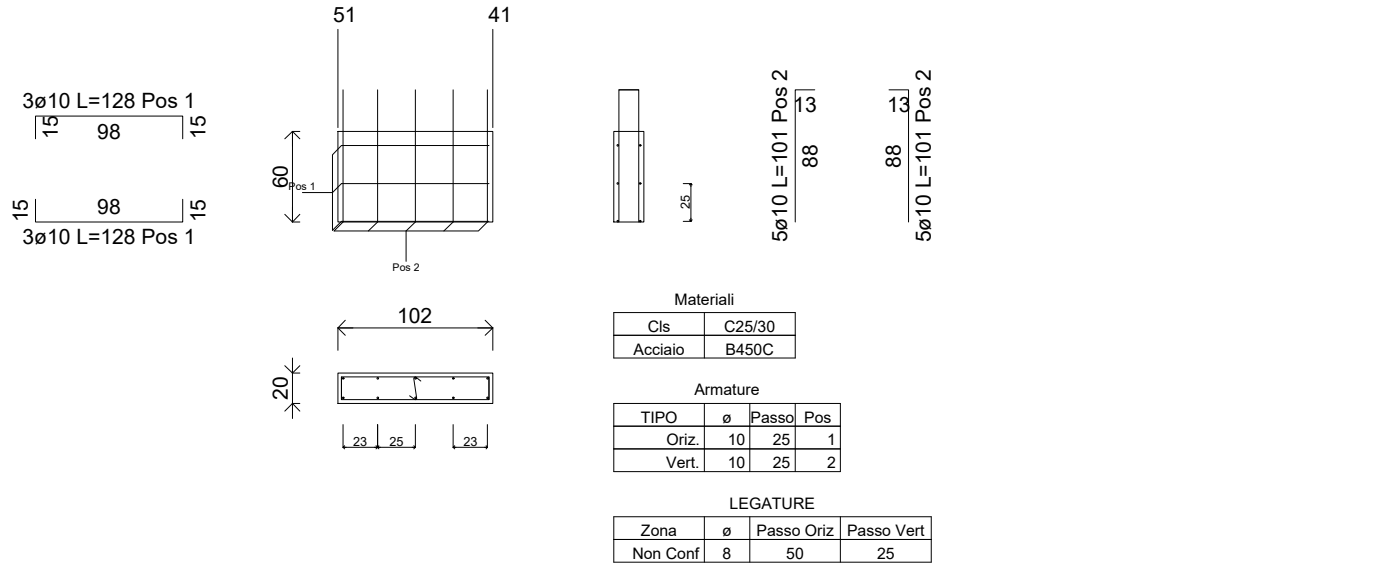 51
41
3ø10 L=128 Pos 1
15
98
15
15
98
15
3ø10 L=128 Pos 1
60
Pos 1
Pos 2
25
5ø10 L=101 Pos 2
13
88
13
88
5ø10 L=101 Pos 2
102
20
23
25
23
Materiali
Cls C25/30
Acciaio B450C
Armature
TIPO ø Passo Pos
Oriz. 10 25 1
Vert. 10 25 2
LEGATURE
Zona ø Passo Oriz Passo Vert
Non Conf 8 50 25